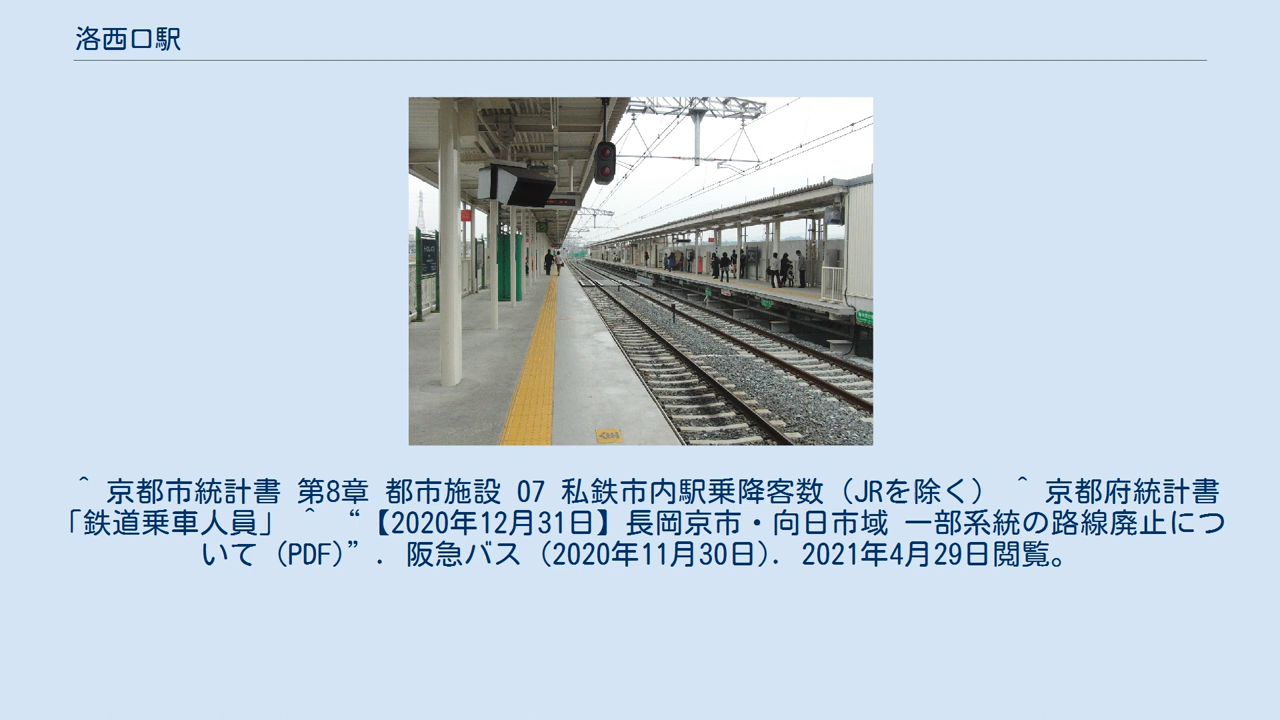 洛西口駅
＾ 京都市統計書 第8章 都市施設 07 私鉄市内駅乗降客数（JRを除く） ＾ 京都府統計書
「鉄道乗車人員」 ＾ “【2020年12月31日】長岡京市・向日市域 一部系統の路線廃止につ
いて（PDF）”. 阪急バス（2020年11月30日）. 2021年4月29日閲覧。